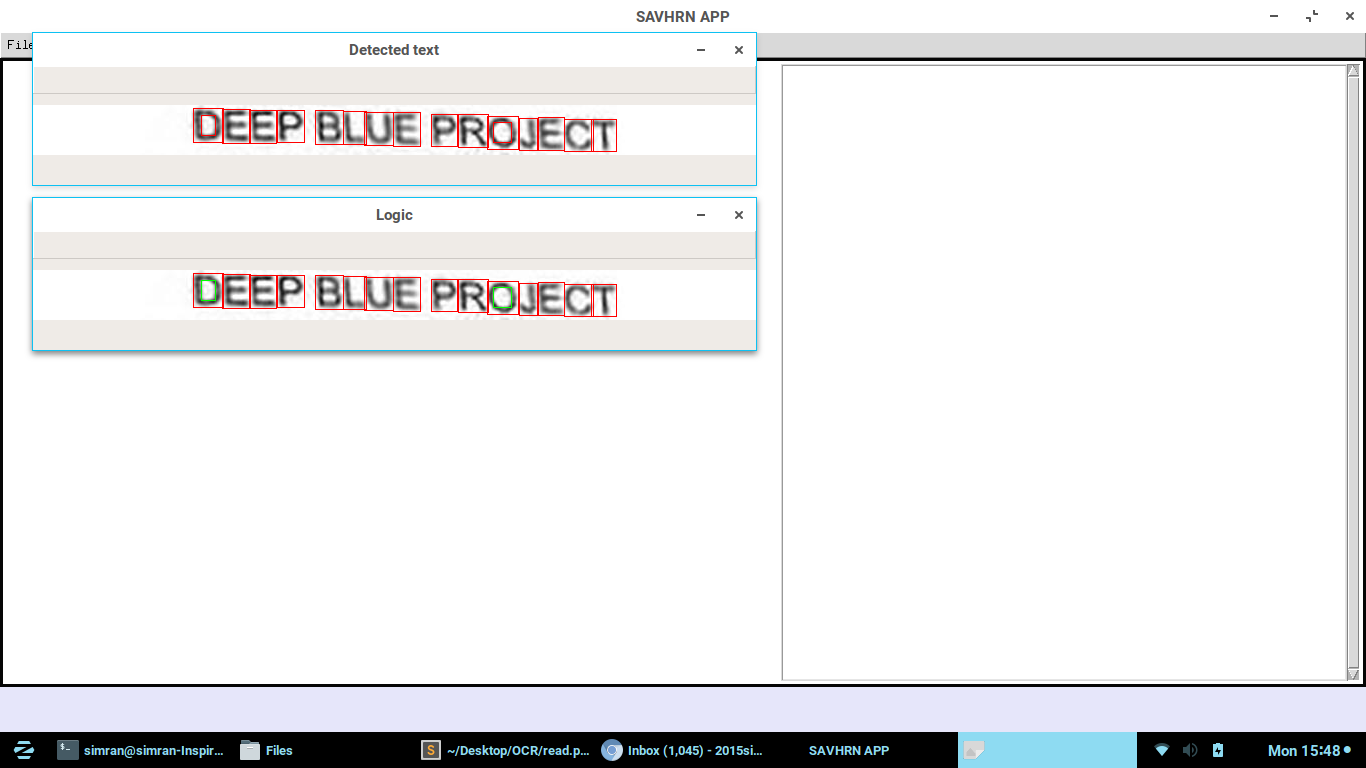 SAVHRN APP
File
Detected text
DEEP BLUE PROJECT
Logic
DEEP BLUE PROJECT
simran@simran-Inspir... Files ~/Desktop/OCR/read.p... Inbox (1,045) - 2015si... SAVHRN APP Mon 15:48